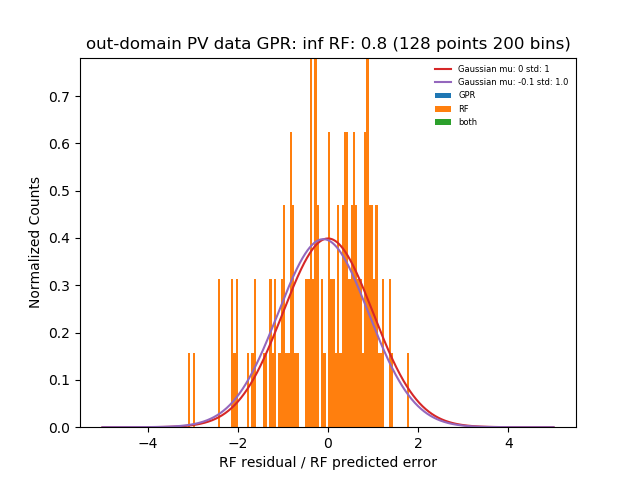 out-domain PV data GPR: inf RF: 0.8 (128 points 200 bins)
Gaussian mu: 0 std: 1
Gaussian mu: -0.1 std: 1.0
GPR
RF
both
Normalized Counts
0.7
0.6
0.5
0.4
0.3
0.2
0.1
0.0
−4
−2
0
2
4
RF residual / RF predicted error